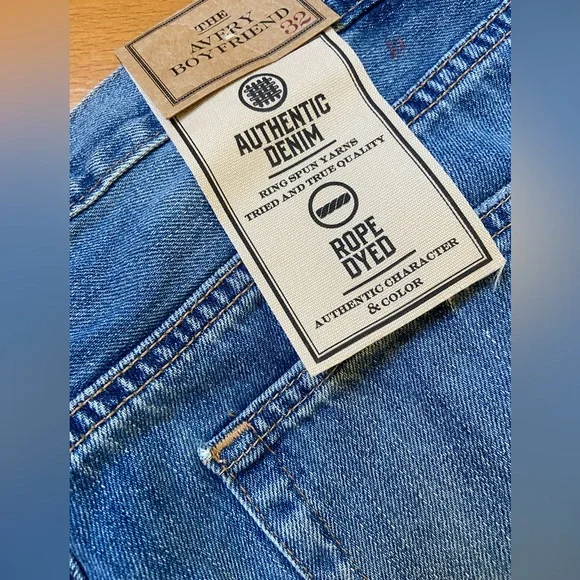 THE
AVERY
BOYFRIEND 32
AUTHENTIC
DENIM
RING SPUN YARNS
TRIED AND TRUE QUALITY
ROPE
DYED
AUTHENTIC CHARACTER
& COLOR